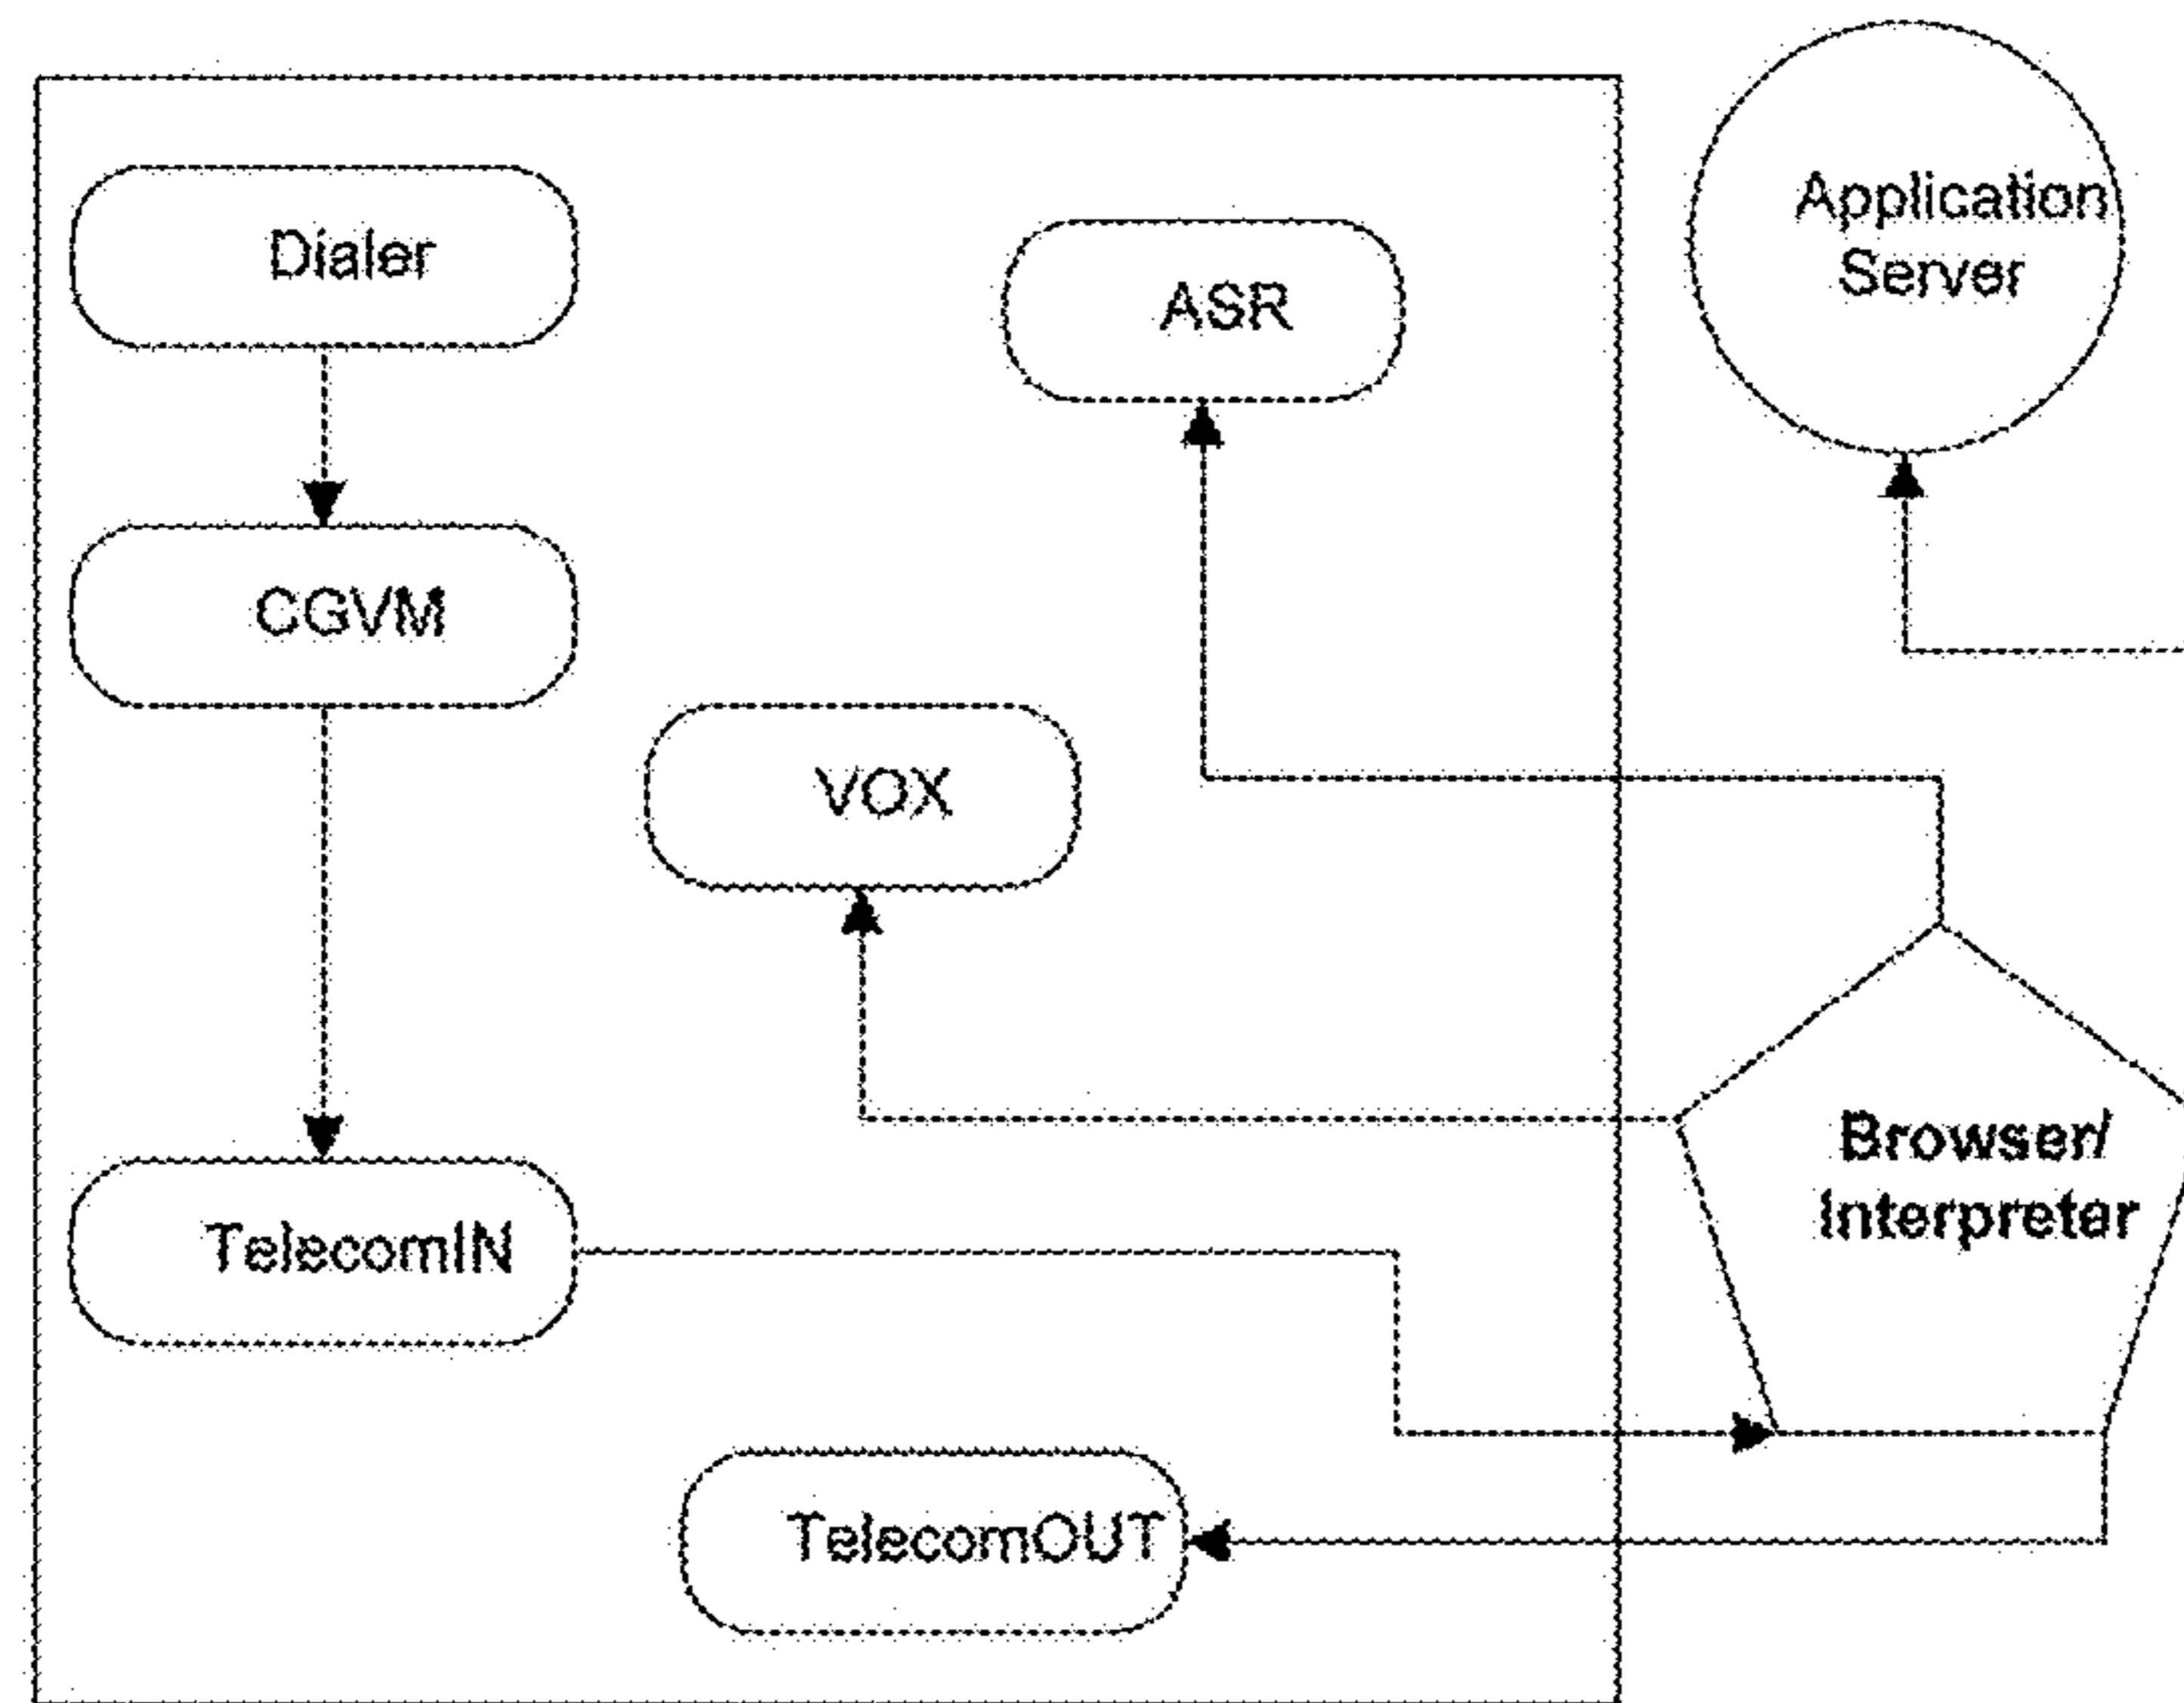 Dialer
ASR
Application
Server
CGVM
VOX
Browser/
Interpreter
TelecomIN
TelecomOUT